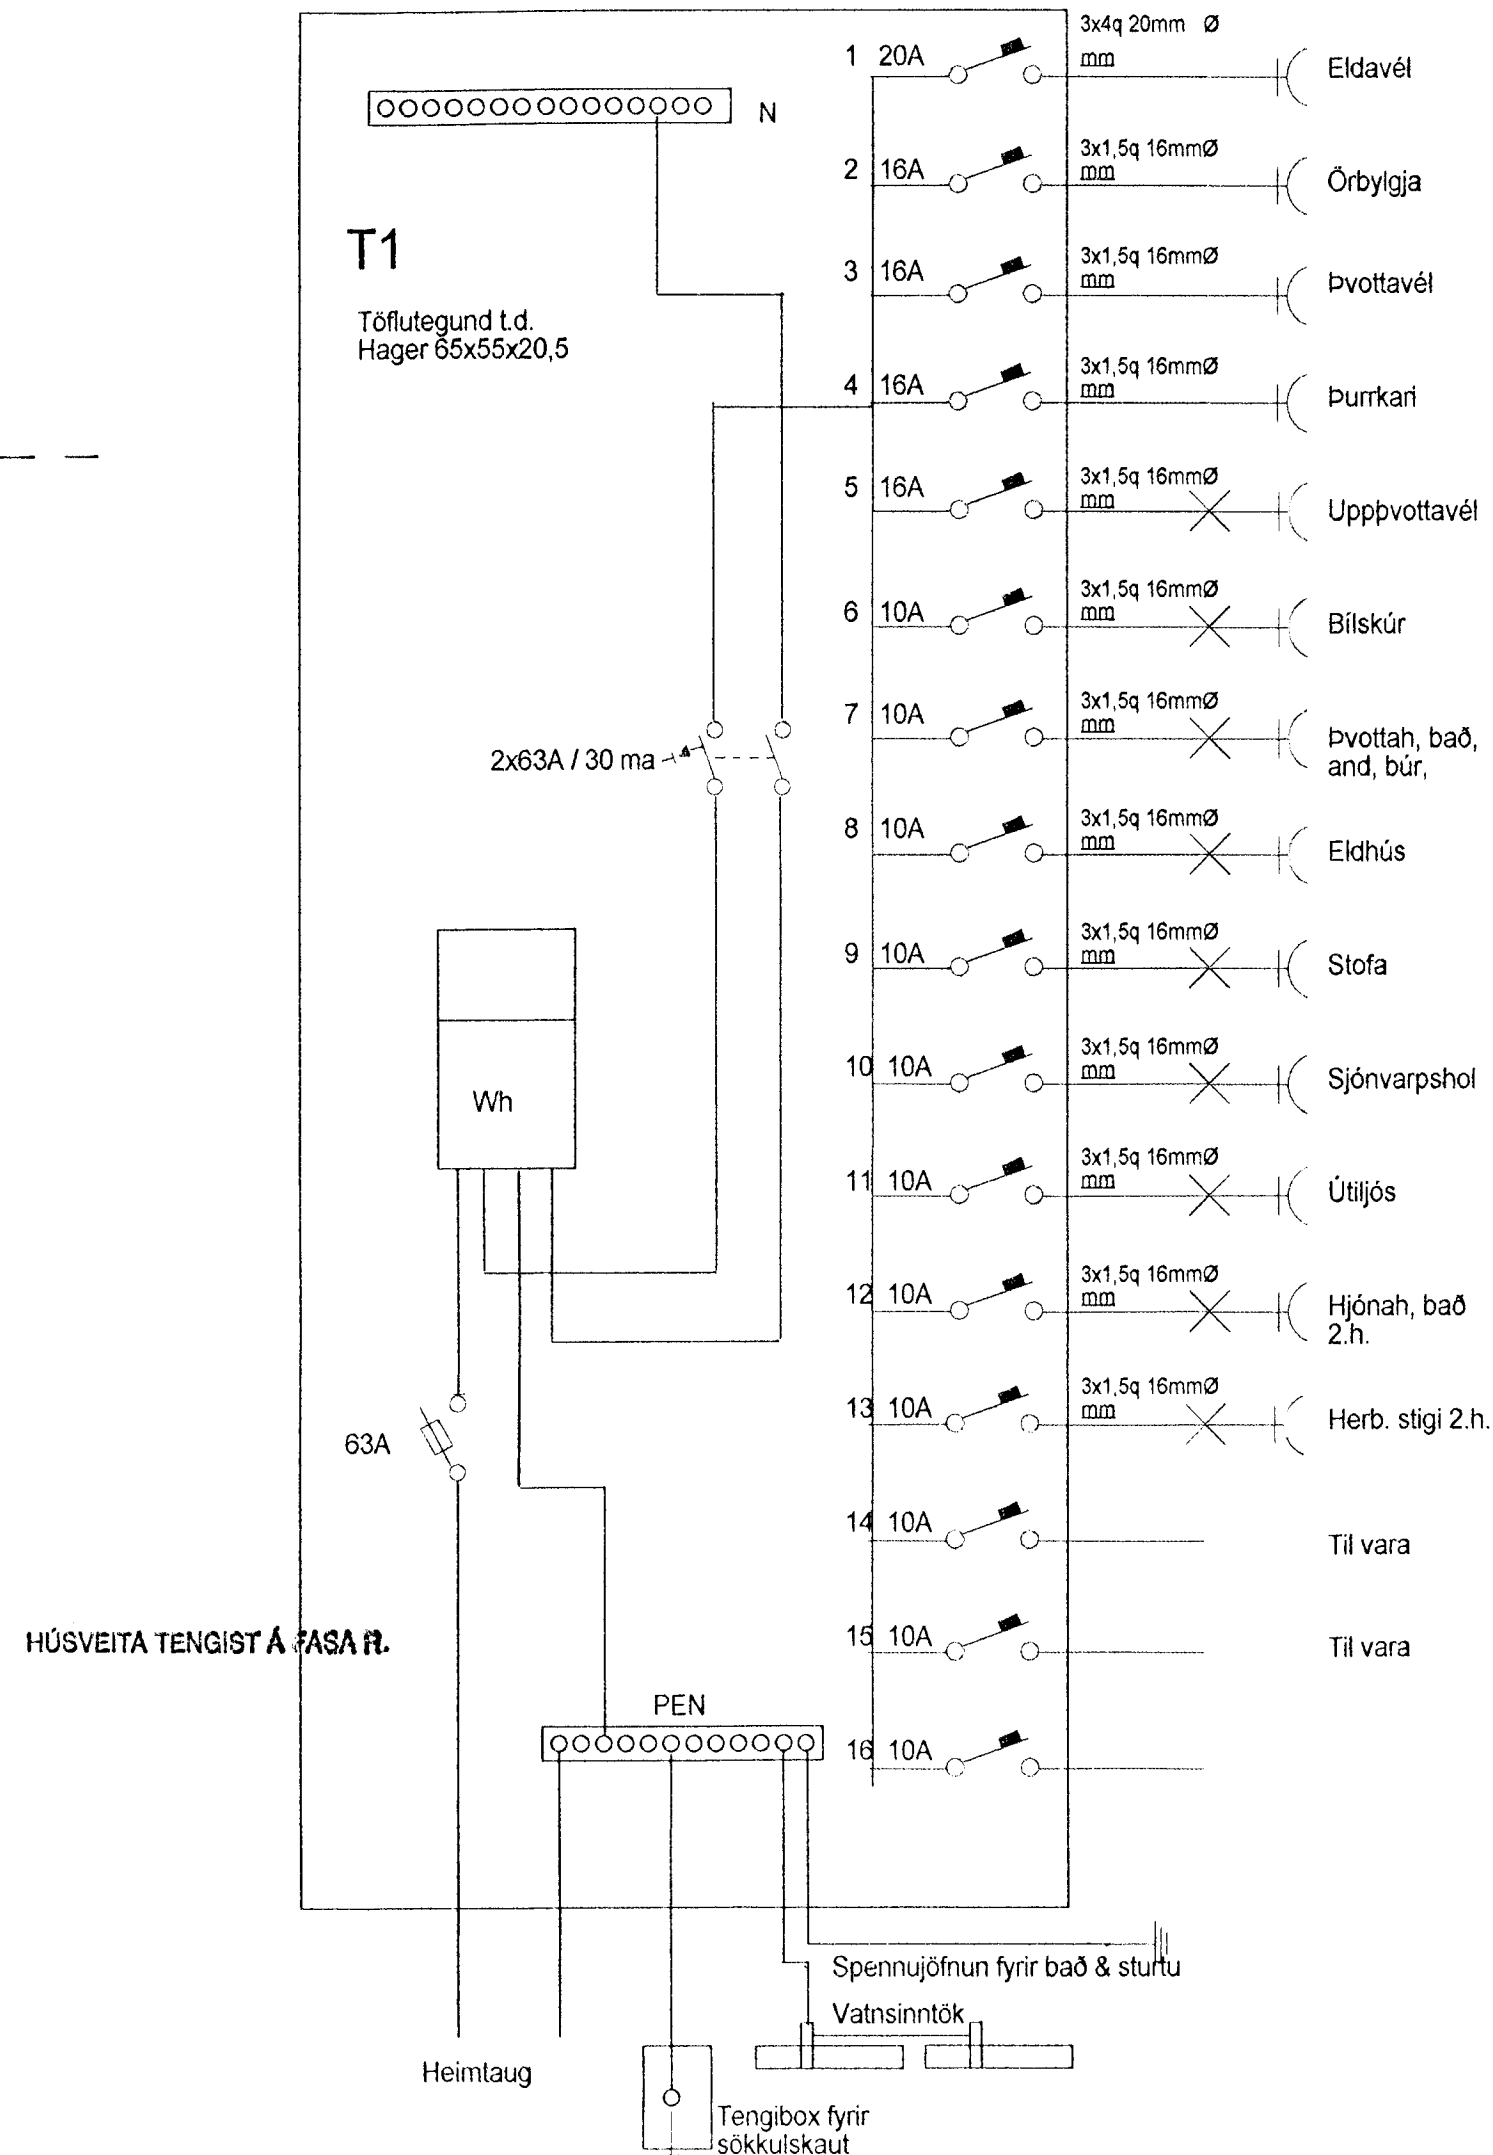 1 20A 3x4q 20mm Ø
mm
Eldavél
N
2 16A 3x1,5q 16mmØ
mm
Örbylgja
T1
3 16A 3x1,5q 16mmØ
mm
Þvottavél
Töflutegund t.d.
Hager 65x55x20,5
4 16A 3x1,5q 16mmØ
mm
Þurrkari
5 16A 3x1,5q 16mmØ
mm
Uppþvottavél
6 10A 3x1,5q 16mmØ
mm
Bílskúr
7 10A 3x1,5q 16mmØ
mm
Þvottah, bað,
and, búr,
2x63A / 30 ma
8 10A 3x1,5q 16mmØ
mm
Eldhús
9 10A 3x1,5q 16mmØ
mm
Stofa
10 10A 3x1,5q 16mmØ
mm
Sjónvarpshol
Wh
11 10A 3x1,5q 16mmØ
mm
Útiljós
12 10A 3x1,5q 16mmØ
mm
Hjónah, bað
2.h.
13 10A 3x1,5q 16mmØ
mm
Herb. stigi 2.h.
63A
14 10A
Til vara
15 10A
Til vara
HÚSVEITA TENGIST Á FASA R.
PEN
16 10A
Spennujöfnun fyrir bað & sturtu
Vatnsinntök
Heimtaug
Tengibox fyrir
sökkulskaut